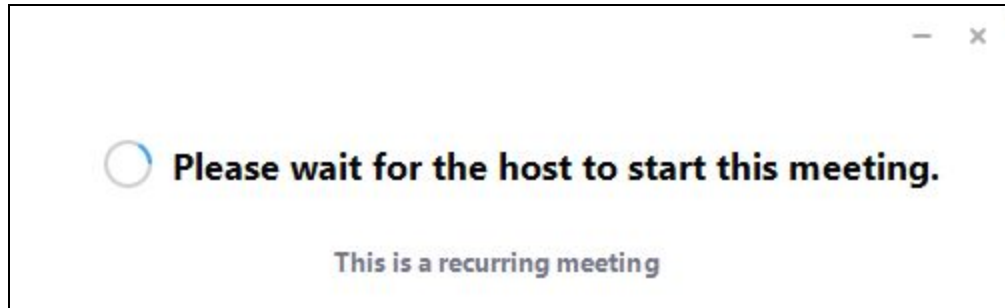 Please wait for the host to start this meeting.
This is a recurring meeting